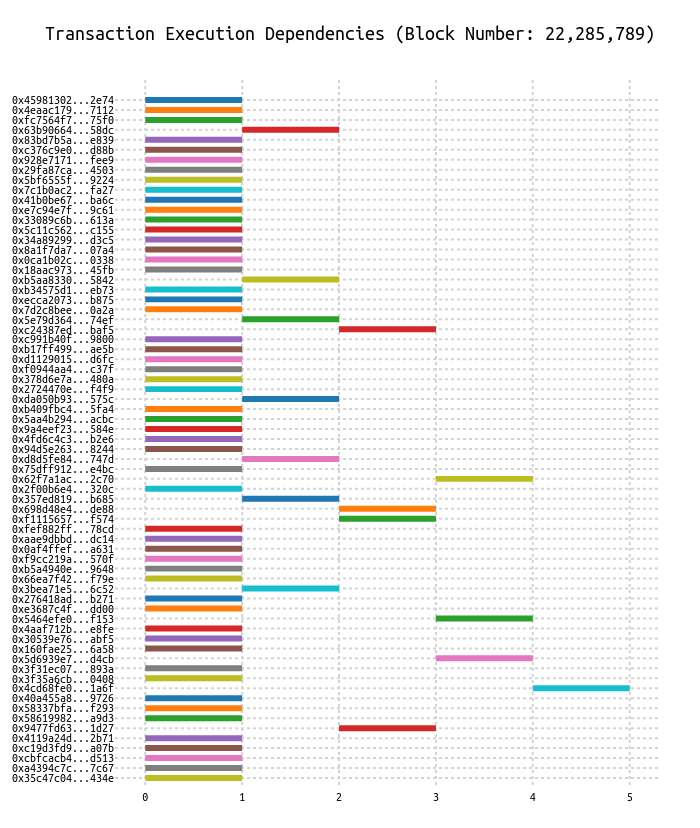 Transaction Execution Dependencies (Block Number: 22,285,789)
0x45981302...2e74
0x4eaac179...7112
0xfc7564f7...75f0
0x63b90664...58dc
0x83bd7b5a...e839
0xc376c9e0...d88b
0x928e7171...fee9
0x29fa87ca...4503
0x5bf6555f...9224
0x7c1b0ac2...fa27
0x41b0be67...ba6c
0xe7c94e7f...9c61
0x33089c6b...613a
0x5c11c562...c155
0x34a89299...d3c5
0x8a1f7da7...07a4
0x0ca1b02c...0338
0x18aac973...45fb
0xb5aa8330...5842
0xb34575d1...eb73
0xecca2073...b875
0x7d2c8bee...0a2a
0x5e79d364...74ef
0xc24387ed...baf5
0xc991b40f...9800
0xb17ff499...ae5b
0xd1129015...d6fc
0xf0944aa4...c37f
0x378d6e7a...480a
0x2724470e...f4f9
0xda050b93...575c
0xb409fbc4...5fa4
0x5aa4b294...acbc
0x9a4eef23...584e
0x4fd6c4c3...b2e6
0x94d5e263...8244
0xd8d5fe84...747d
0x75dff912...e4bc
0x62f7a1ac...2c70
0x2f00b6e4...320c
0x357ed819...b685
0x698d48e4...de88
0xf1115657...f574
0xfef882ff...78cd
0xaae9dbbd...dc14
0x0af4ffef...a631
0xf9cc219a...570f
0xb5a4940e...9648
0x66ea7f42...f79e
0x3bea71e5...6c52
0x276418ad...b271
0xe3687c4f...dd00
0x5464efe0...f153
0x4aaf712b...e8fe
0x30539e76...abf5
0x160fae25...6a58
0x5d6939e7...d4cb
0x3f31ec07...893a
0x3f35a6cb...0408
0x4cd68fe0...1a6f
0x40a455a8...9726
0x58337bfa...f293
0x58619982...a9d3
0x9477fd63...1d27
0x4119a24d...2b71
0xc19d3fd9...a07b
0xcbfcacb4...d513
0xa4394c7c...7c67
0x35c47c04...434e
0 1 2 3 4 5